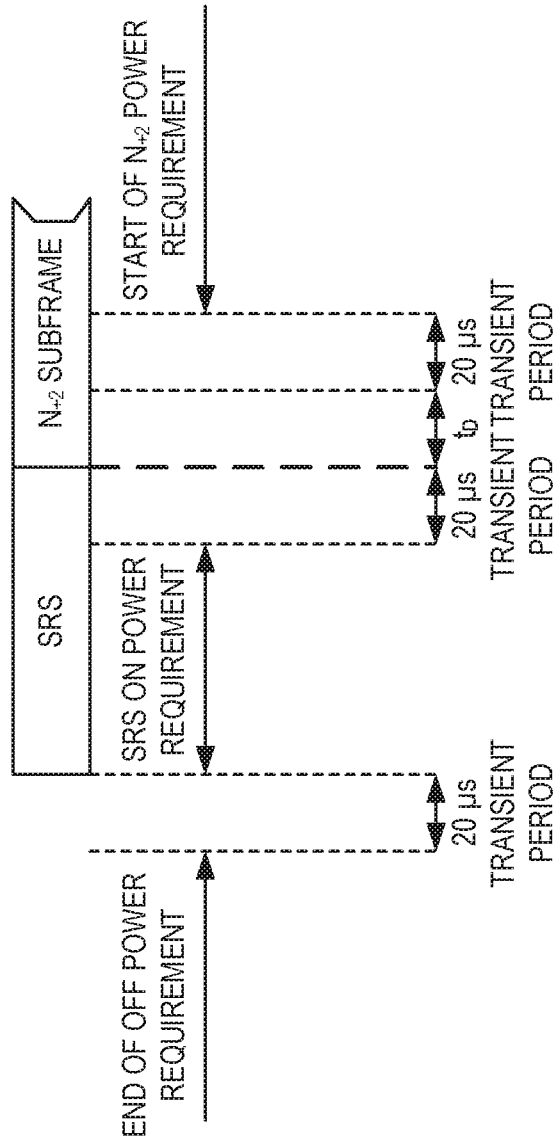 SRS
N+2 SUBFRAME
END OF OFF POWER
REQUIREMENT
SRS ON POWER
REQUIREMENT
START OF N+2 POWER
REQUIREMENT
20 µs
TRANSIENT
PERIOD
20 µs
TRANSIENT
PERIOD
tD
20 µs
TRANSIENT
PERIOD